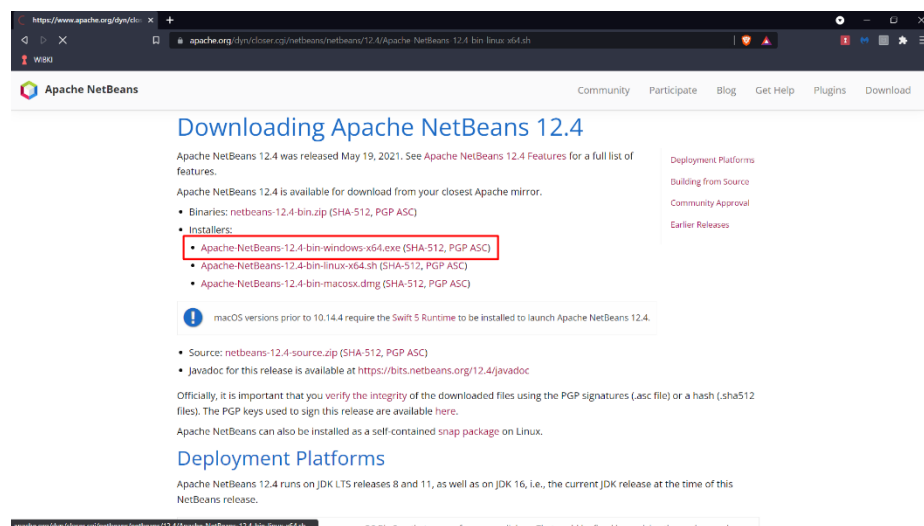 https://www.apache.org/dyn/clos
apache.org/dyn/closer.cgi/netbeans/netbeans/12.4/Apache-NetBeans-12.4-bin-linux-x64.sh
WIBKI
Apache NetBeans
Community Participate Blog Get Help Plugins Download
Downloading Apache NetBeans 12.4
Apache NetBeans 12.4 was released May 19, 2021. See Apache NetBeans 12.4 Features for a full list of
features.
Apache NetBeans 12.4 is available for download from your closest Apache mirror.
• Binaries: netbeans-12.4-bin.zip (SHA-512, PGP ASC)
• Installers:
• Apache-NetBeans-12.4-bin-windows-x64.exe (SHA-512, PGP ASC)
• Apache-NetBeans-12.4-bin-linux-x64.sh (SHA-512, PGP ASC)
• Apache-NetBeans-12.4-bin-macosx.dmg (SHA-512, PGP ASC)
Deployment Platforms
Building from Source
Community Approval
Earlier Releases
macOS versions prior to 10.14.4 require the Swift 5 Runtime to be installed to launch Apache NetBeans 12.4.
• Source: netbeans-12.4-source.zip (SHA-512, PGP ASC)
• Javadoc for this release is available at https://bits.netbeans.org/12.4/javadoc
Officially, it is important that you verify the integrity of the downloaded files using the PGP signatures (.asc file) or a hash (.sha512
files). The PGP keys used to sign this release are available here.
Apache NetBeans can also be installed as a self-contained snap package on Linux.
Deployment Platforms
Apache NetBeans 12.4 runs on JDK LTS releases 8 and 11, as well as on JDK 16, i.e., the current JDK release at the time of this
NetBeans release.